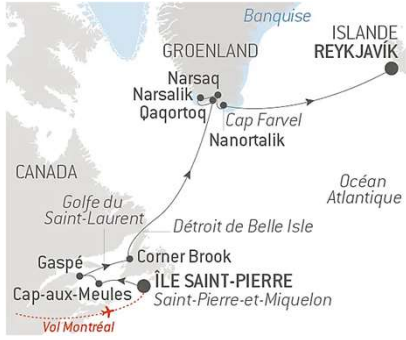 Banquise
ISLANDE
REYKJAVÍK
GROENLAND
Narsaq
Narsalik
Qaqortoq
Cap Farvel
Nanortalik
CANADA
Océan
Atlantique
Golfe du
Saint-Laurent
Détroit de Belle Isle
Gaspé
Corner Brook
ÎLE SAINT-PIERRE
Cap-aux-Meules
Saint-Pierre-et-Miquelon
Vol Montréal